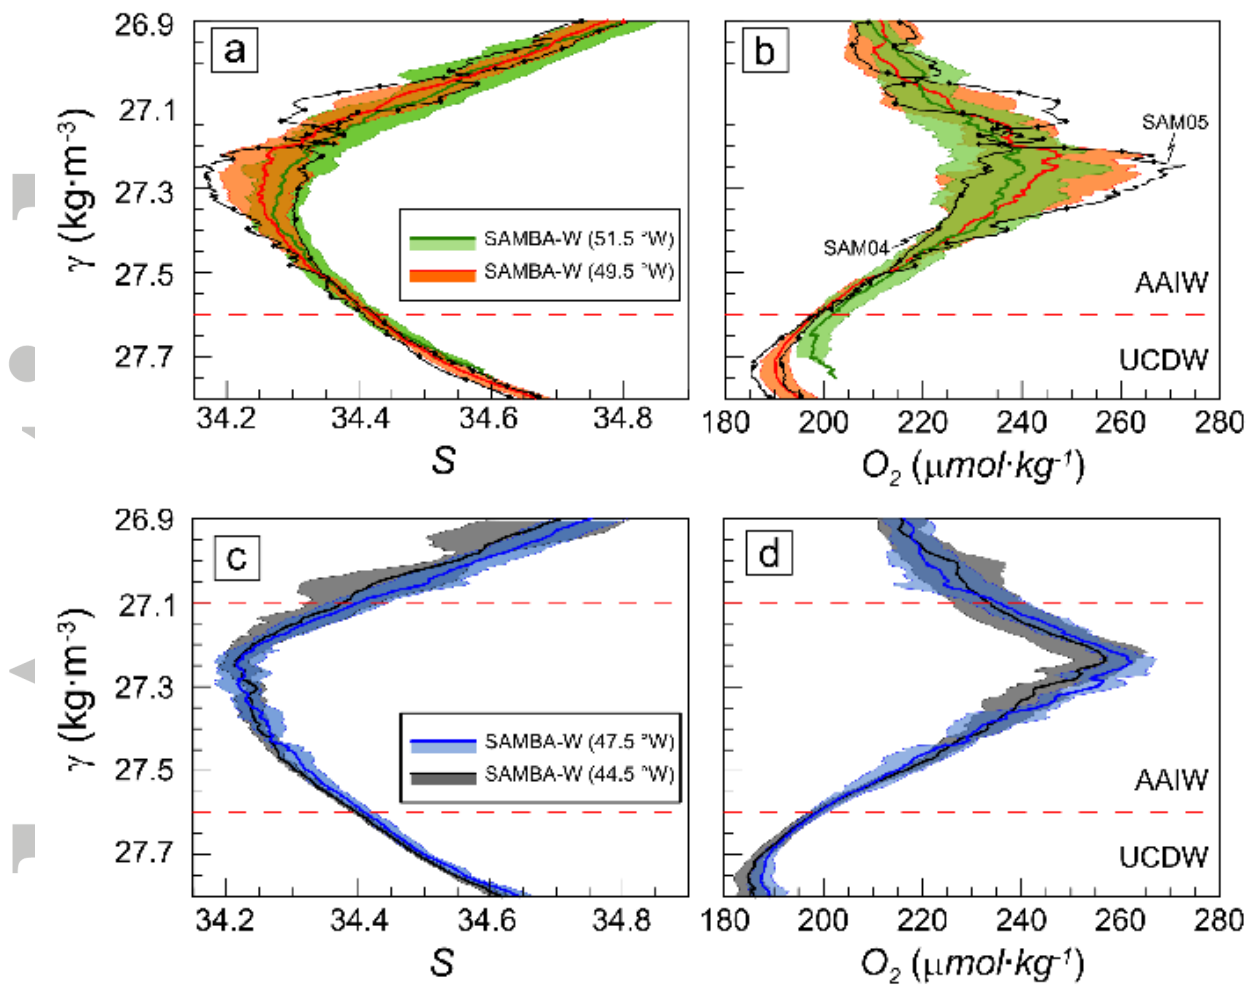 a
b
26.9
27.1
27.3
27.5
27.7
γ (kg·m-3)
SAMBA-W (51.5 °W)
SAMBA-W (49.5 °W)
SAM05
SAM04
AAIW
UCDW
34.2 34.4 34.6 34.8
S
180 200 220 240 260 280
O2 (μmol·kg-1)
c
d
26.9
27.1
27.3
27.5
27.7
γ (kg·m-3)
SAMBA-W (47.5 °W)
SAMBA-W (44.5 °W)
AAIW
UCDW
34.2 34.4 34.6 34.8
S
180 200 220 240 260 280
O2 (μmol·kg-1)